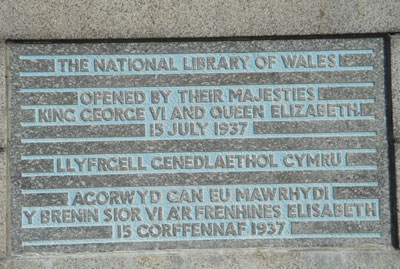 THE NATIONAL LIBRARY OF WALES
OPENED BY THEIR MAJESTIES
KING GEORGE VI AND QUEEN ELIZABETH
15 JULY 1937
LLYFRGELL GENEDLAETHOL CYMRU
AGORWYD GAN EU MAWRHYDI
Y BRENIN SIOR VI A'R FRENHINES ELISABETH
15 GORFFENNAF 1937